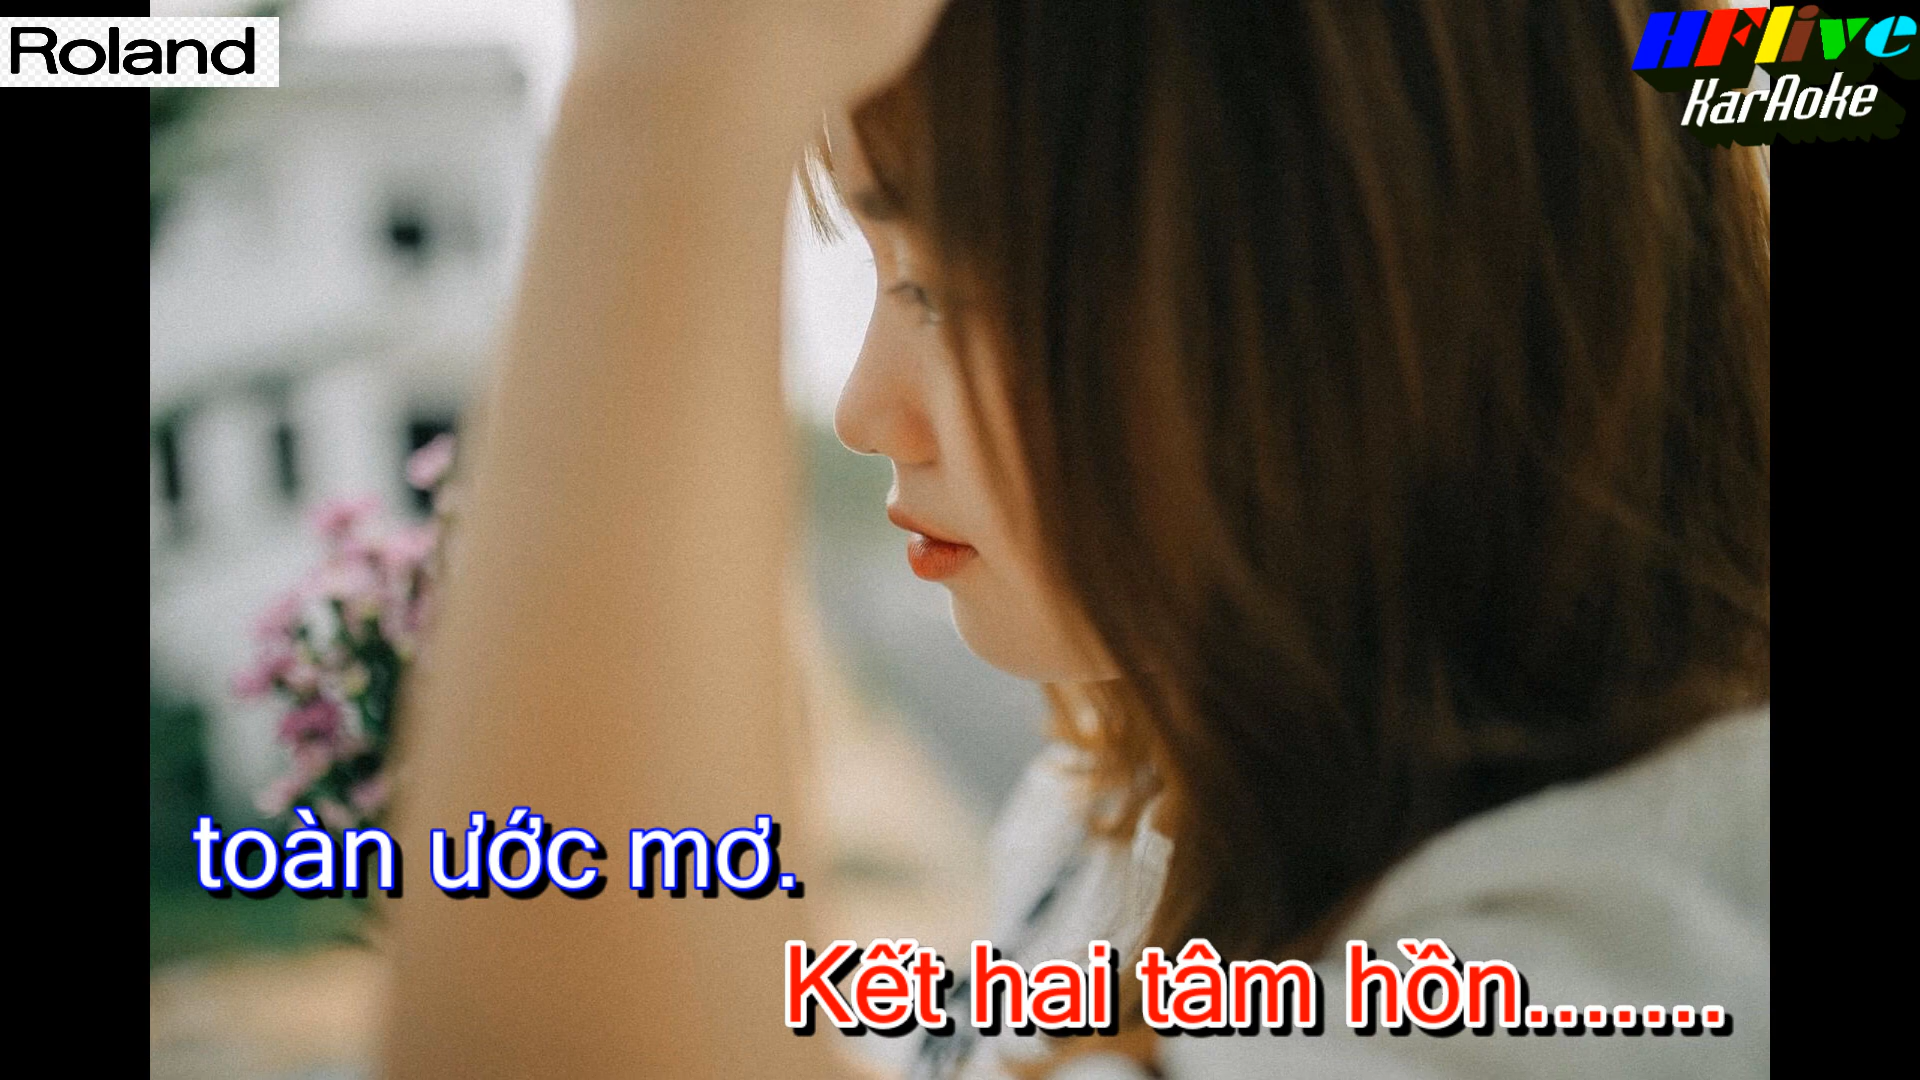 Roland
HFlive
KarAoke
toàn ước mơ.
Kết hai tâm hồn.......